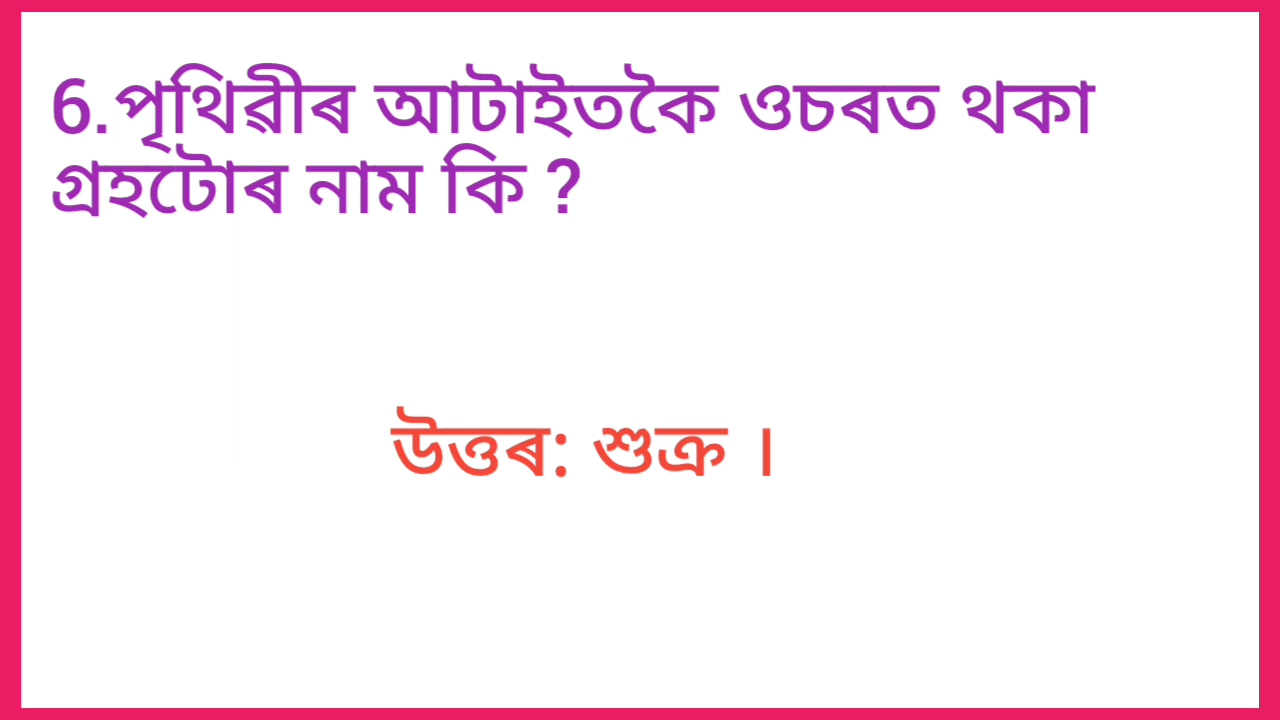 6.পৃথিৱীৰ আটাইতকৈ ওচৰত থকা
গ্ৰহটোৰ নাম কি ?
উত্তৰ: শুক্ৰ ।